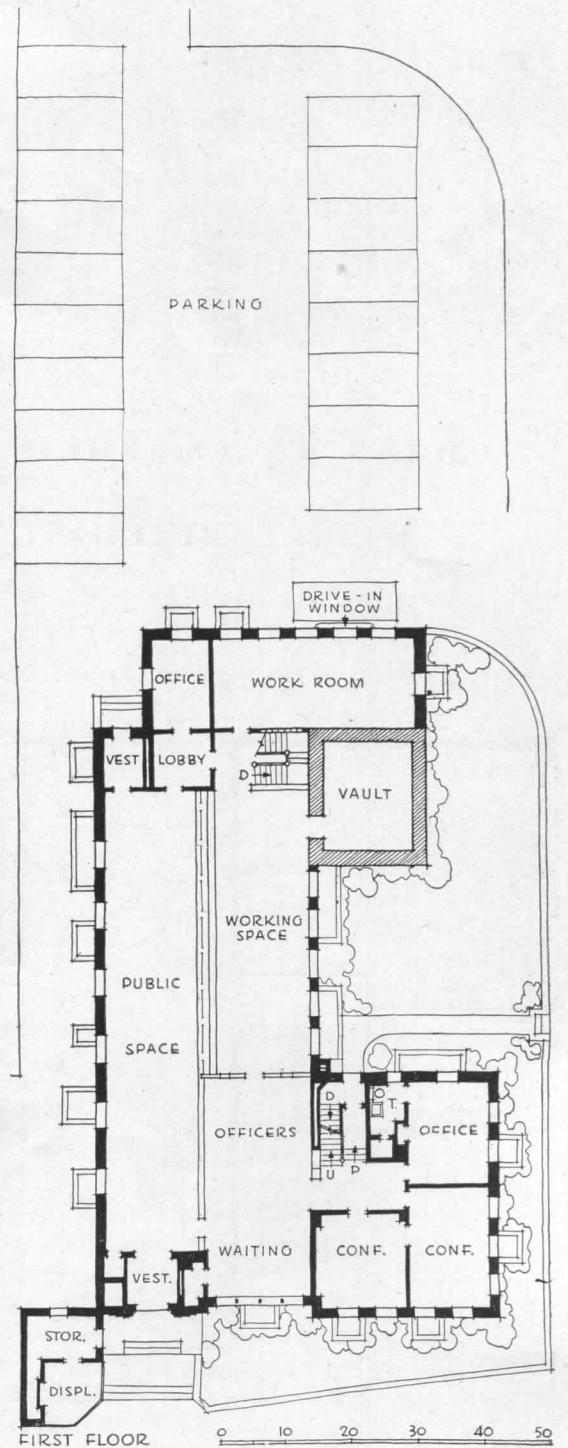 PARKING
DRIVE-IN
WINDOW
OFFICE
WORK ROOM
VEST
LOBBY
D
VAULT
WORKING
SPACE
PUBLIC
SPACE
D
T.
OFFICERS
OFFICE
U
P
WAITING
CONF.
CONF.
VEST.
STOR.
DISPL.
FIRST FLOOR
0 10 20 30 40 50